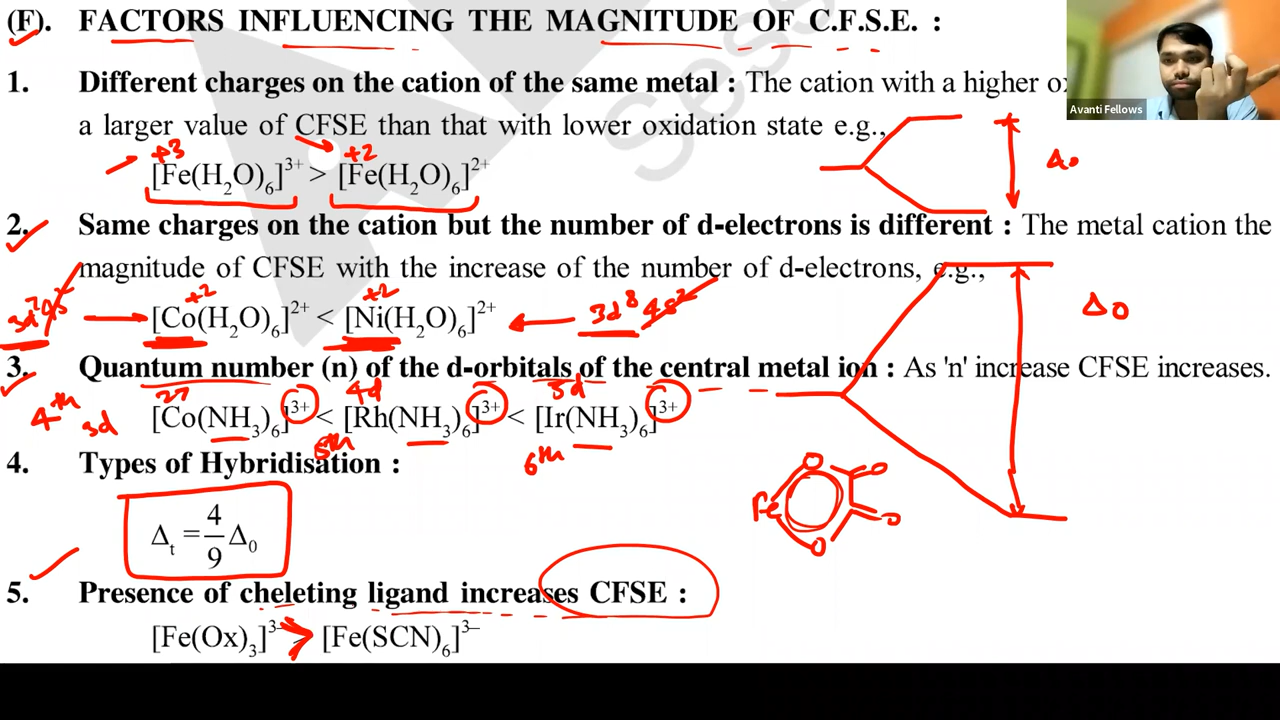 (F). FACTORS INFLUENCING THE MAGNITUDE OF C.F.S.E. :
Avanti Fellows
1. Different charges on the cation of the same metal : The cation with a higher
a larger value of CFSE than that with lower oxidation state e.g.,
+3 +2
[Fe(H₂O)₆]³⁺ > [Fe(H₂O)₆]²⁺
Δ₀
2. Same charges on the cation but the number of d-electrons is different : The metal cation the
magnitude of CFSE with the increase of the number of d-electrons, e.g.,
+2 +2
3d⁷4s² [Co(H₂O)₆]²⁺ < [Ni(H₂O)₆]²⁺ 3d⁸ 4s²
Δ0
3. Quantum number (n) of the d-orbitals of the central metal ion : As 'n' increase CFSE increases.
27 4d 5d
4th 3d [Co(NH₃)₆]³⁺ < [Rh(NH₃)₆]³⁺ < [Ir(NH₃)₆]³⁺
5th 6th
4. Types of Hybridisation :
Δₜ = 4/9 Δ₀
Fe O O O O
5. Presence of cheleting ligand increases CFSE :
[Fe(Ox)₃]³⁻ > [Fe(SCN)₆]³⁻